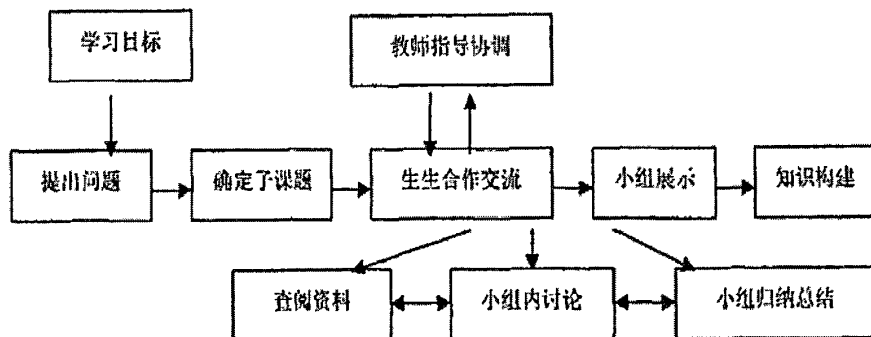 学习目标
教师指导协调
提出问题
确定子课题
生生合作交流
小组展示
知识构建
查阅资料
小组内讨论
小组归纳总结